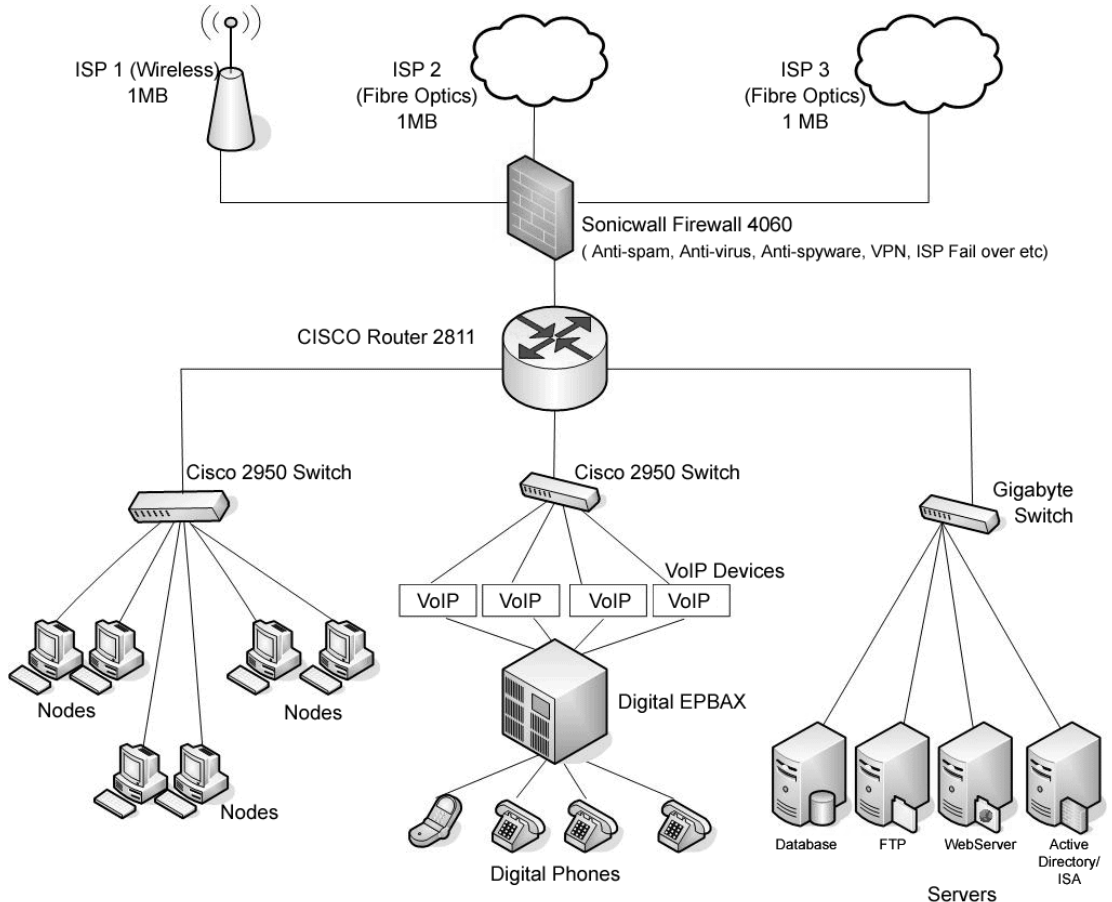 ISP 1 (Wireless)
1MB
ISP 2
(Fibre Optics)
1MB
ISP 3
(Fibre Optics)
1 MB
Sonicwall Firewall 4060
( Anti-spam, Anti-virus, Anti-spyware, VPN, ISP Fail over etc)
CISCO Router 2811
Cisco 2950 Switch
Cisco 2950 Switch
Gigabyte
Switch
VoIP Devices
VoIP
VoIP
VoIP
VoIP
Nodes
Nodes
Nodes
Digital EPBAX
Digital Phones
Database
FTP
WebServer
Active
Directory/
ISA
Servers